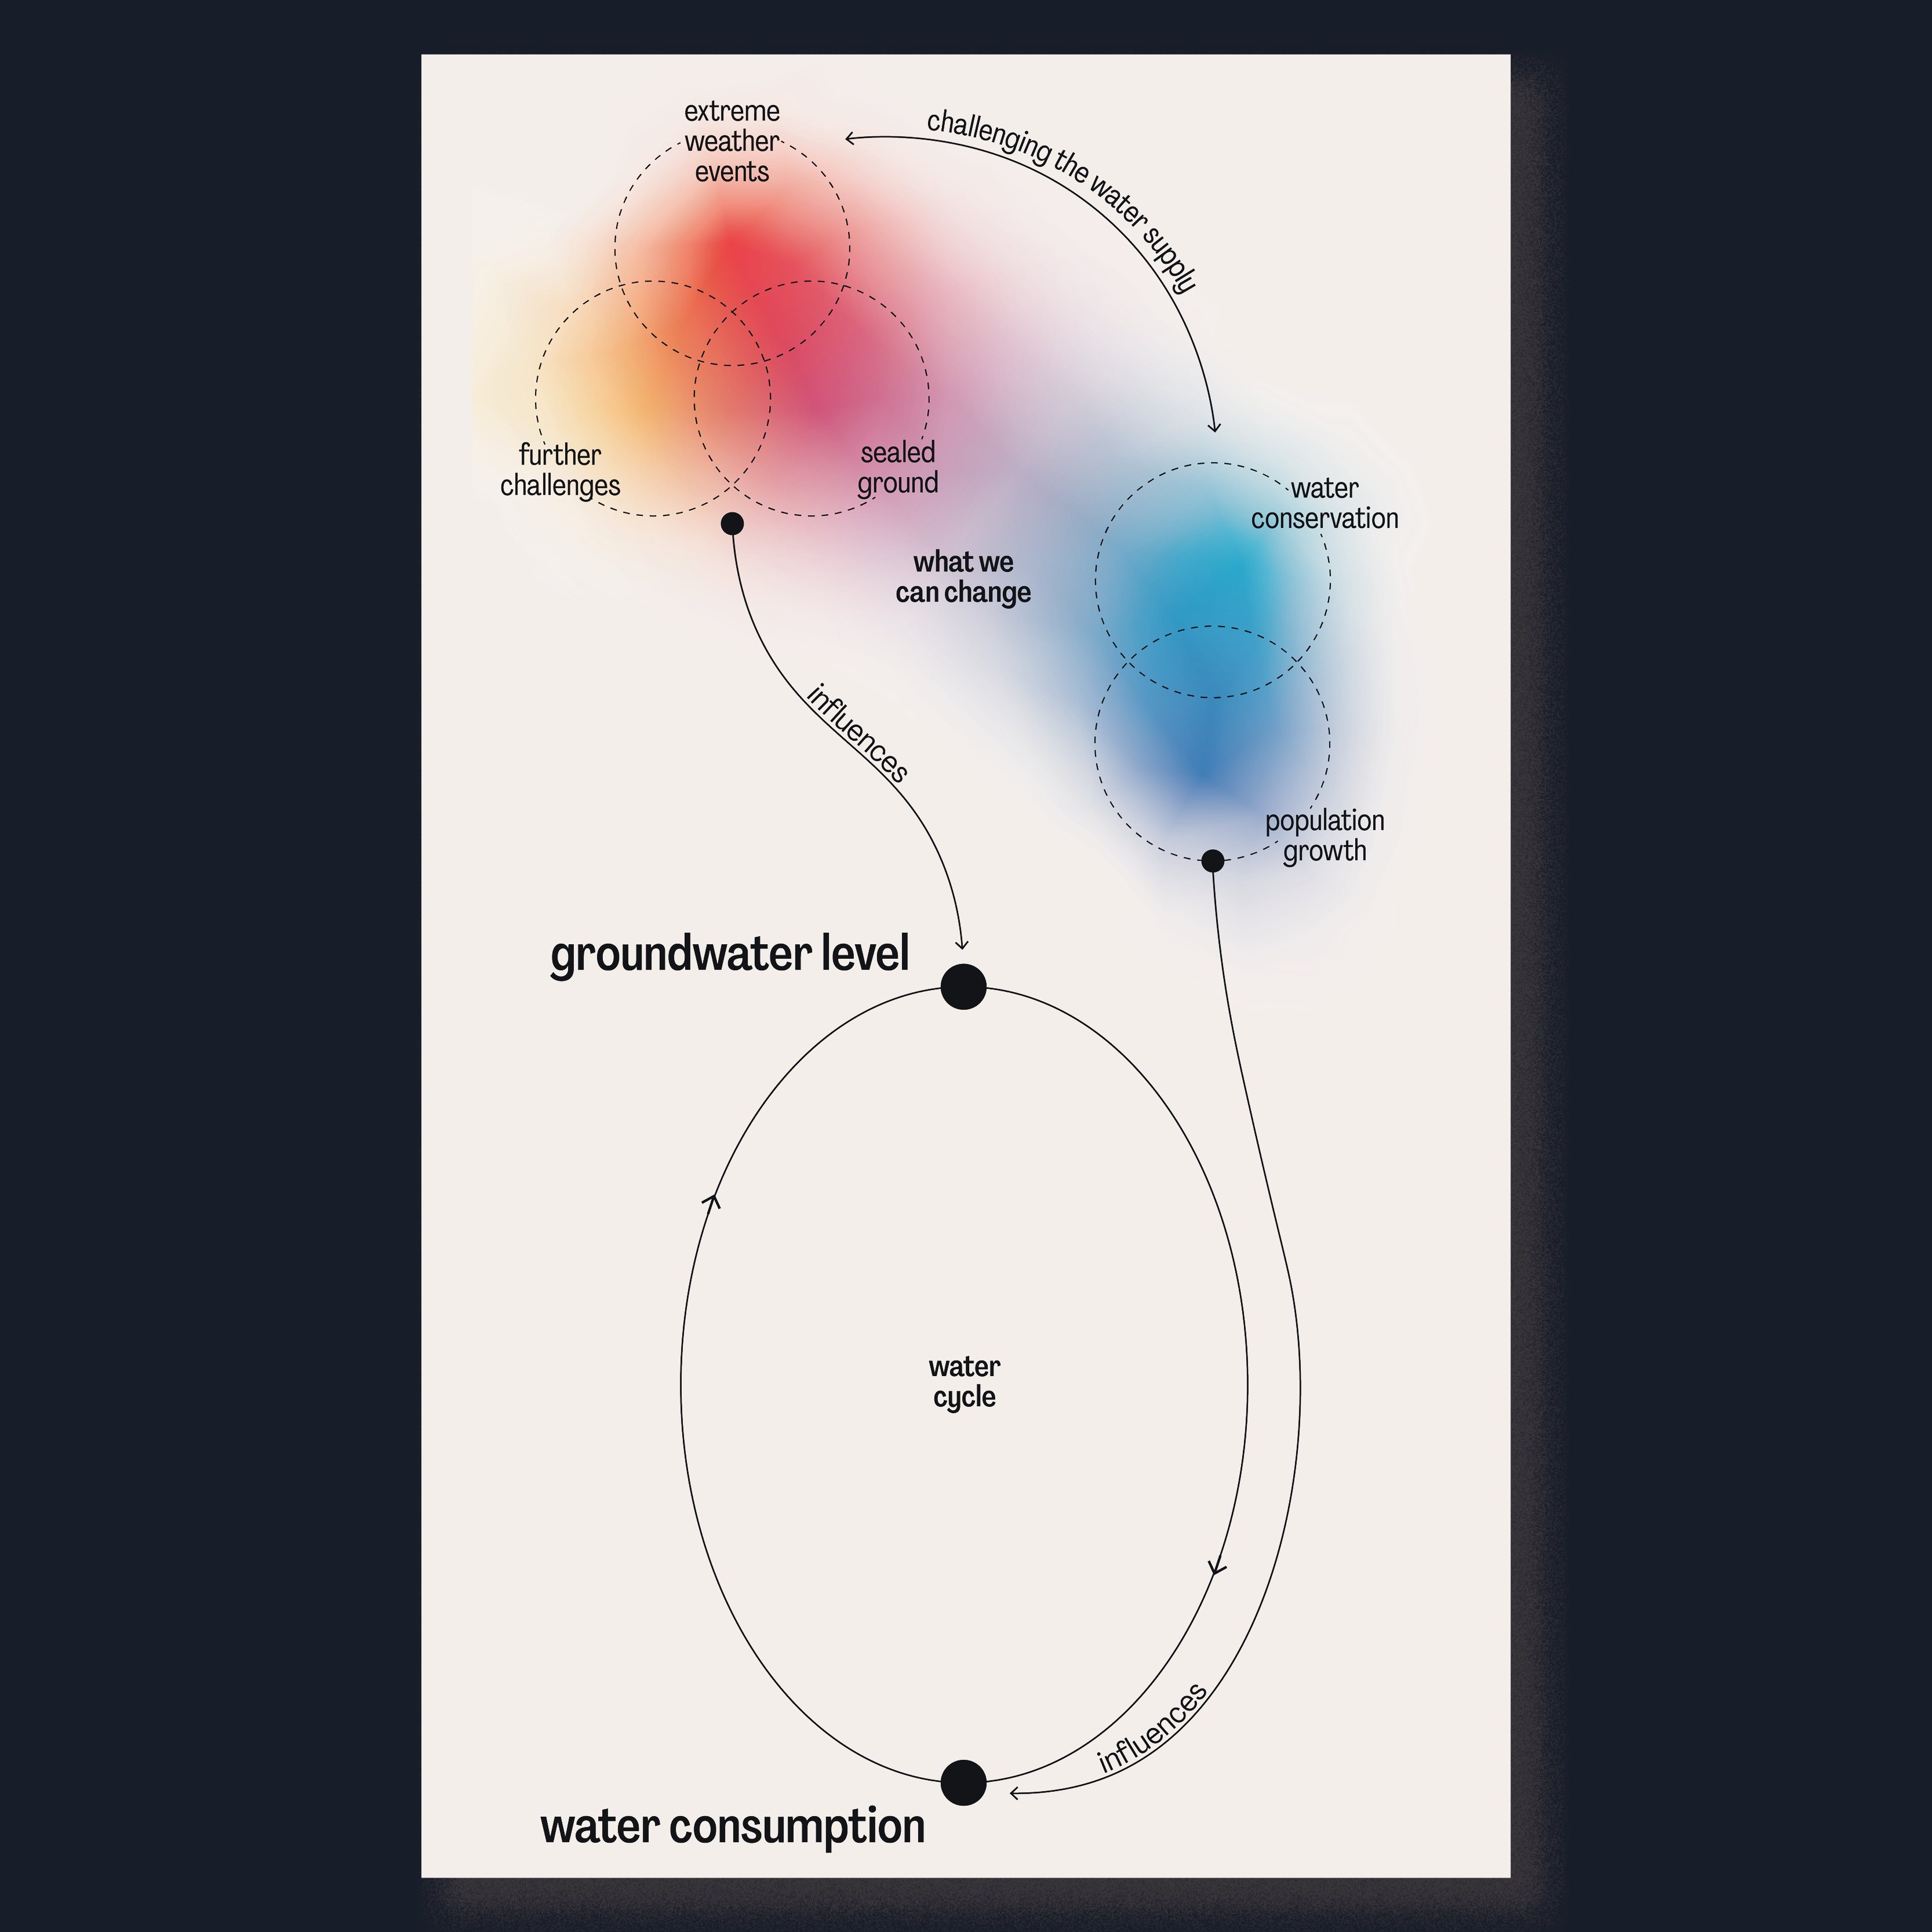 extreme
weather
events
challenging the water supply
further
challenges
sealed
ground
water
conservation
what we
can change
influences
population
growth
groundwater level
water
cycle
influences
water consumption